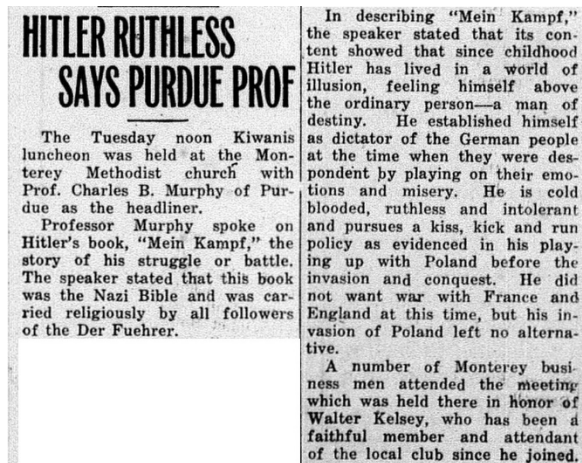 HITLER RUTHLESS
SAYS PURDUE PROF
The Tuesday noon Kiwanis
luncheon was held at the Mon-
terey Methodist church with
Prof. Charles B. Murphy of Pur-
due as the headliner.
Professor Murphy spoke on
Hitler's book, "Mein Kampf," the
story of his struggle or battle.
The speaker stated that this book
was the Nazi Bible and was car-
ried religiously by all followers
of the Der Fuehrer.
In describing "Mein Kampf,"
the speaker stated that its con-
tent showed that since childhood
Hitler has lived in a world of
illusion, feeling himself above
the ordinary person—a man of
destiny. He established himself
as dictator of the German people
at the time when they were des-
pondent by playing on their emo-
tions and misery. He is cold
blooded, ruthless and intolerant
and pursues a kiss, kick and run
policy as evidenced in his play-
ing up with Poland before the
invasion and conquest. He did
not want war with France and
England at this time, but his in-
vasion of Poland left no alterna-
tive.
A number of Monterey busi-
ness men attended the meeting
which was held there in honor of
Walter Kelsey, who has been a
faithful member and attendant
of the local club since he joined.